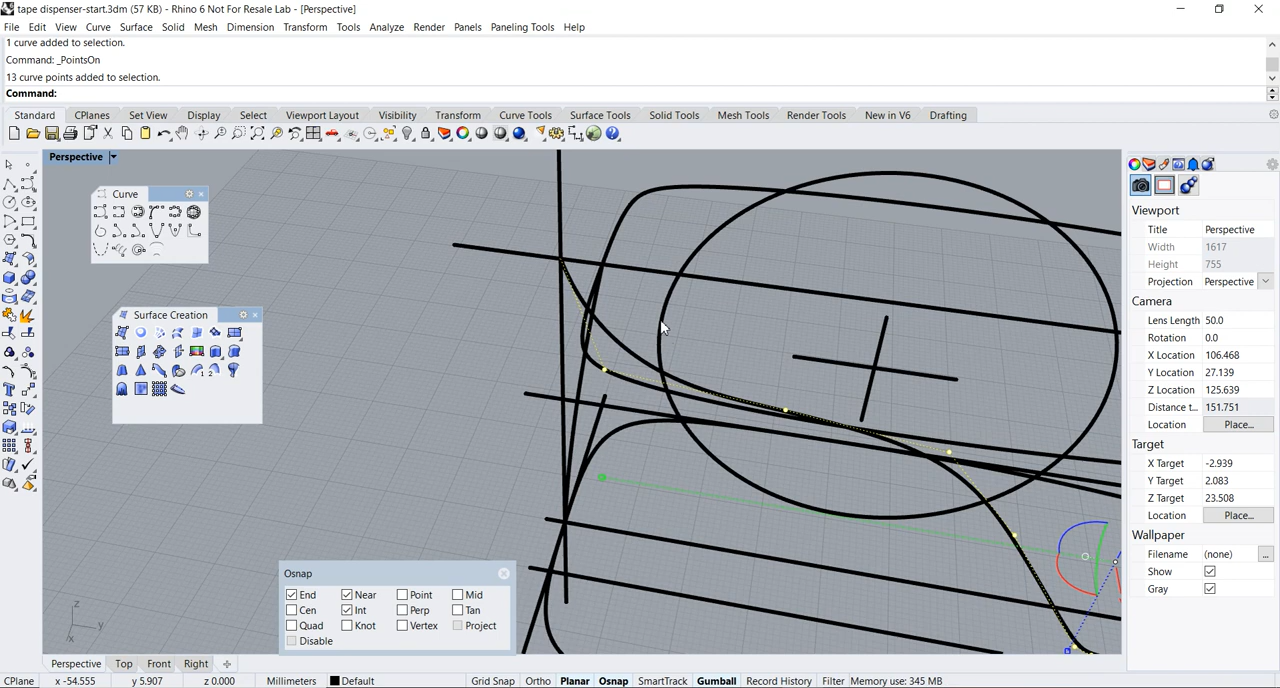 tape dispenser-start.3dm (57 KB) - Rhino 6 Not For Resale Lab - [Perspective]
File Edit View Curve Surface Solid Mesh Dimension Transform Tools Analyze Render Panels Paneling Tools Help
1 curve added to selection.
Command: _PointsOn
13 curve points added to selection.
Command:
Standard CPlanes Set View Display Select Viewport Layout Visibility Transform Curve Tools Surface Tools Solid Tools Mesh Tools Render Tools New in V6 Drafting
Perspective
Curve
Surface Creation
Osnap
End Near Point Mid
Cen Int Perp Tan
Quad Knot Vertex Project
Disable
z
y
x
Viewport
Title Perspective
Width 1617
Height 755
Projection Perspective
Camera
Lens Length 50.0
Rotation 0.0
X Location 106.468
Y Location 27.139
Z Location 125.639
Distance t... 151.751
Location Place...
Target
X Target -2.939
Y Target 2.083
Z Target 23.508
Location Place...
Wallpaper
Filename (none) ...
Show
Gray
Perspective Top Front Right
CPlane x -54.555 y 5.907 z 0.000 Millimeters Default Grid Snap Ortho Planar Osnap SmartTrack Gumball Record History Filter Memory use: 345 MB